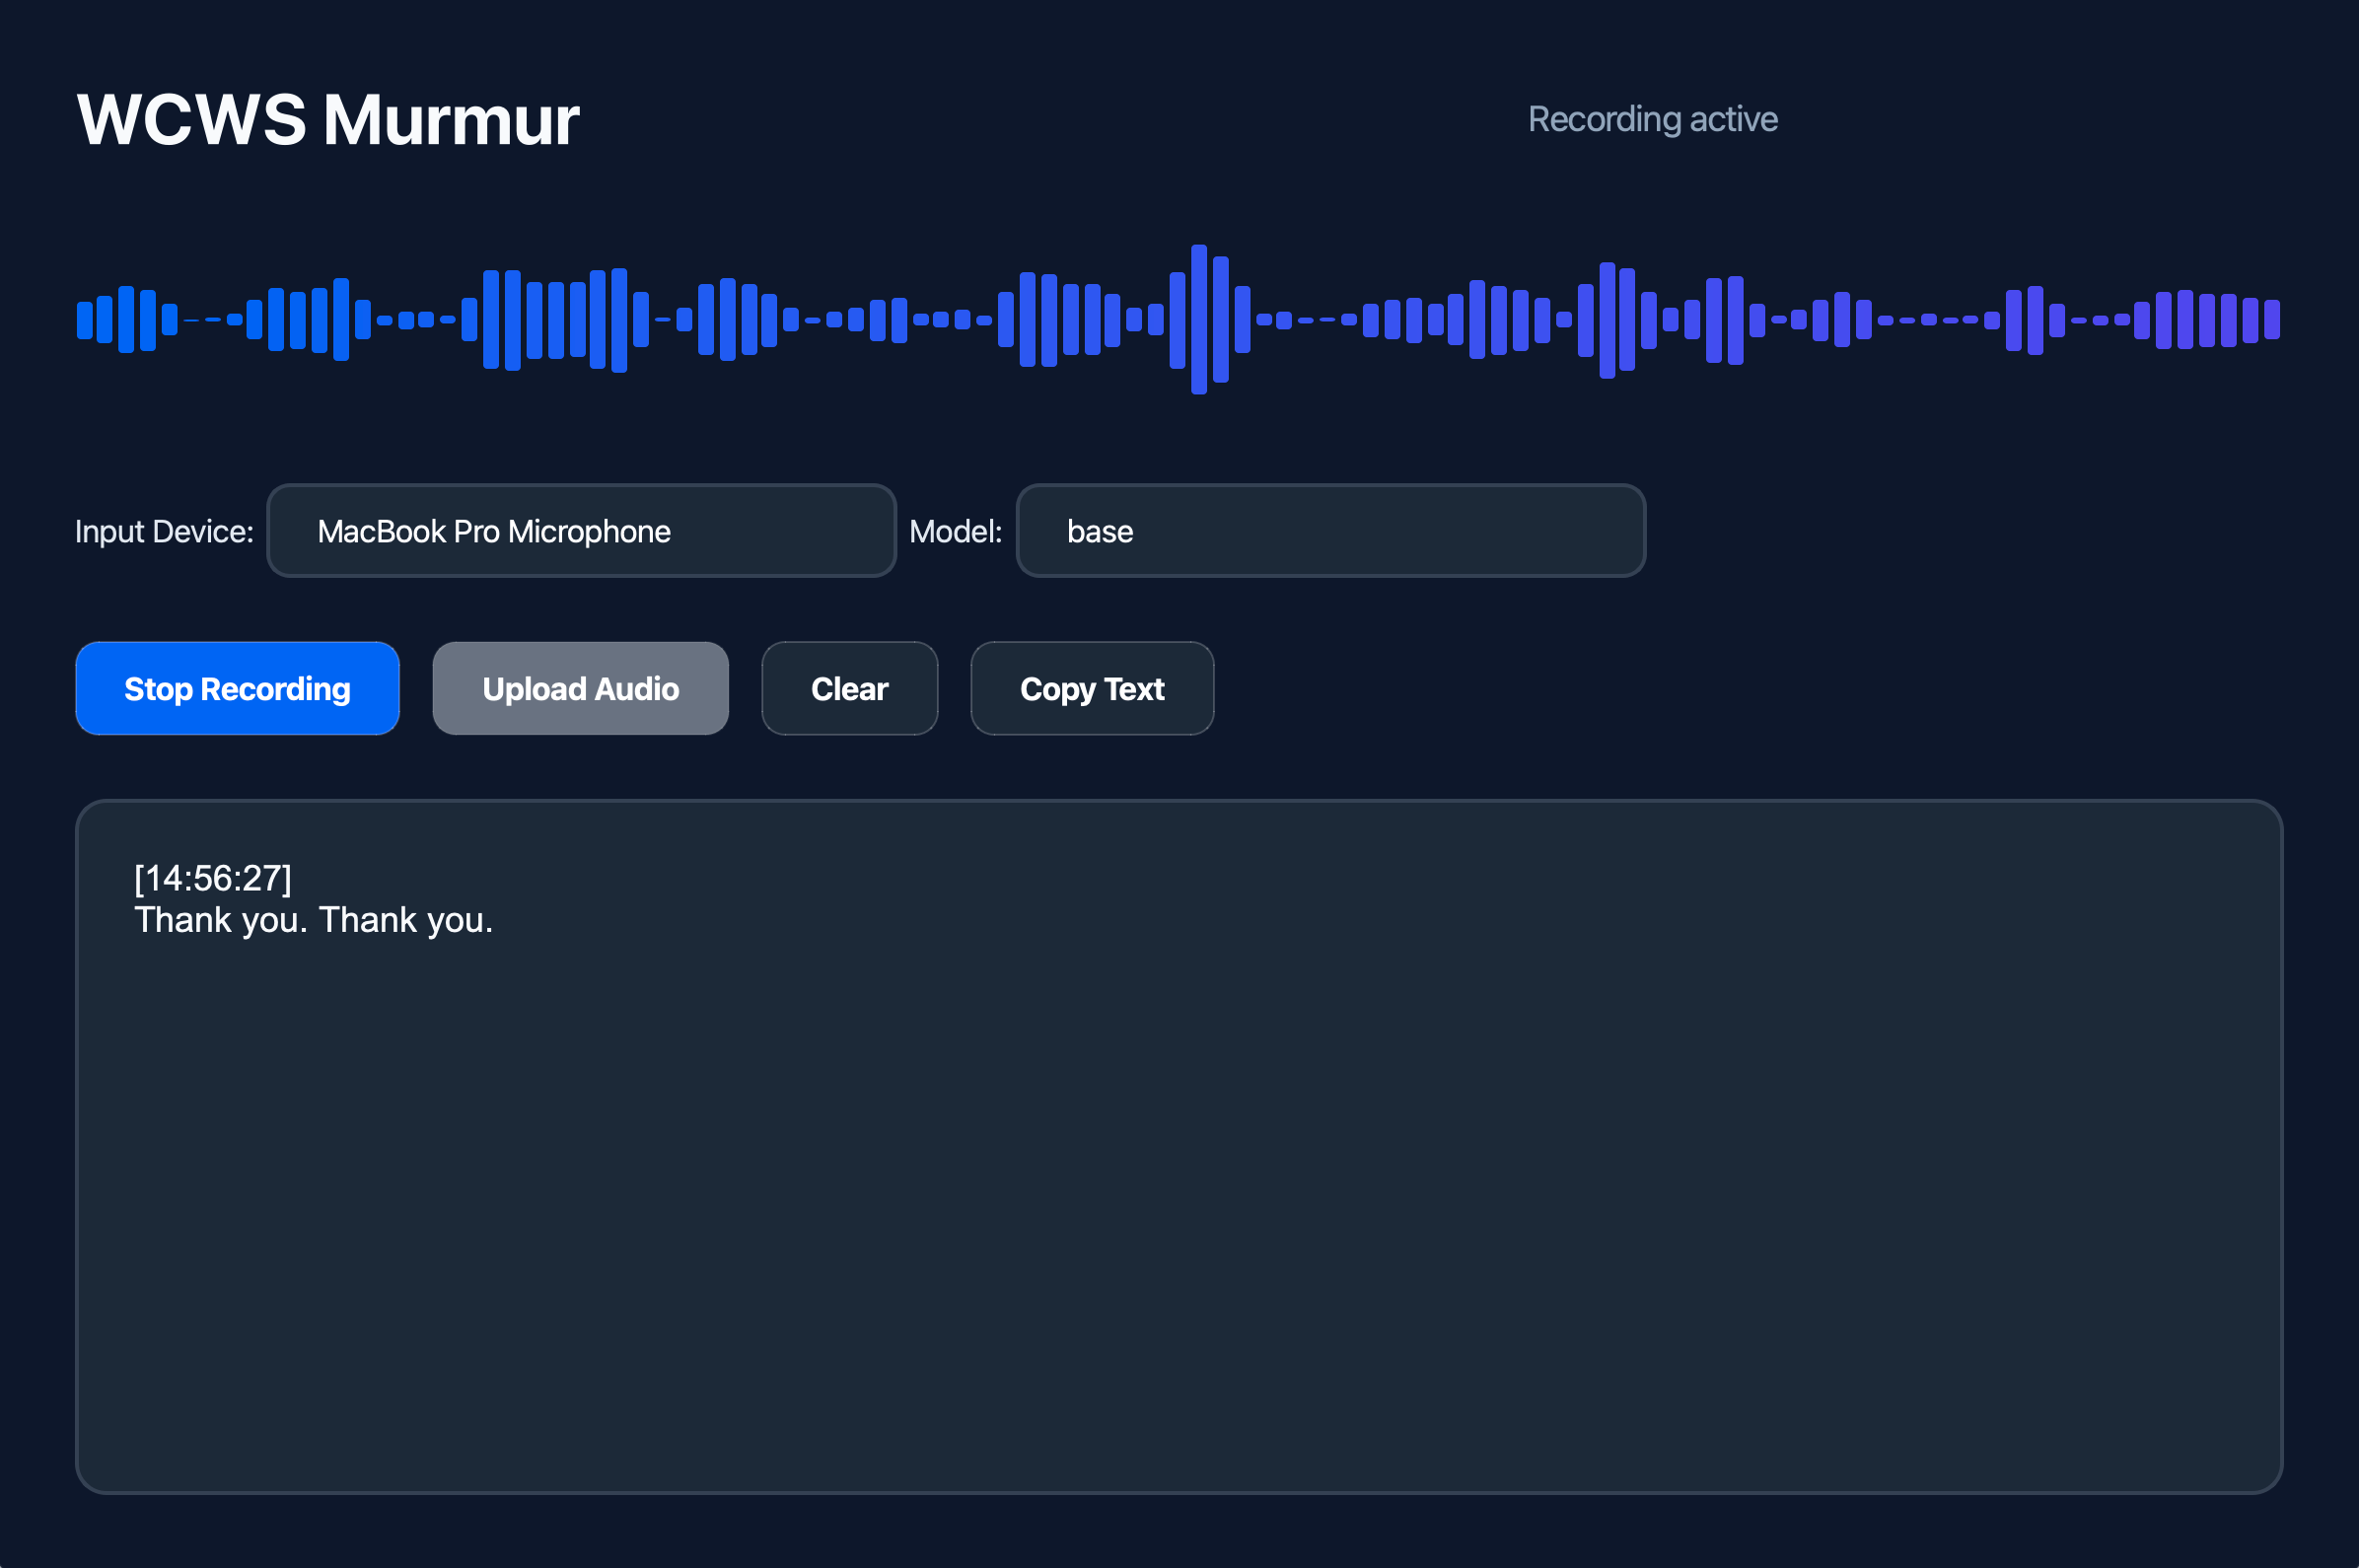 WCWS Murmur
Recording active
Input Device: MacBook Pro Microphone Model: base
Stop Recording Upload Audio Clear Copy Text
[14:56:27]
Thank you. Thank you.